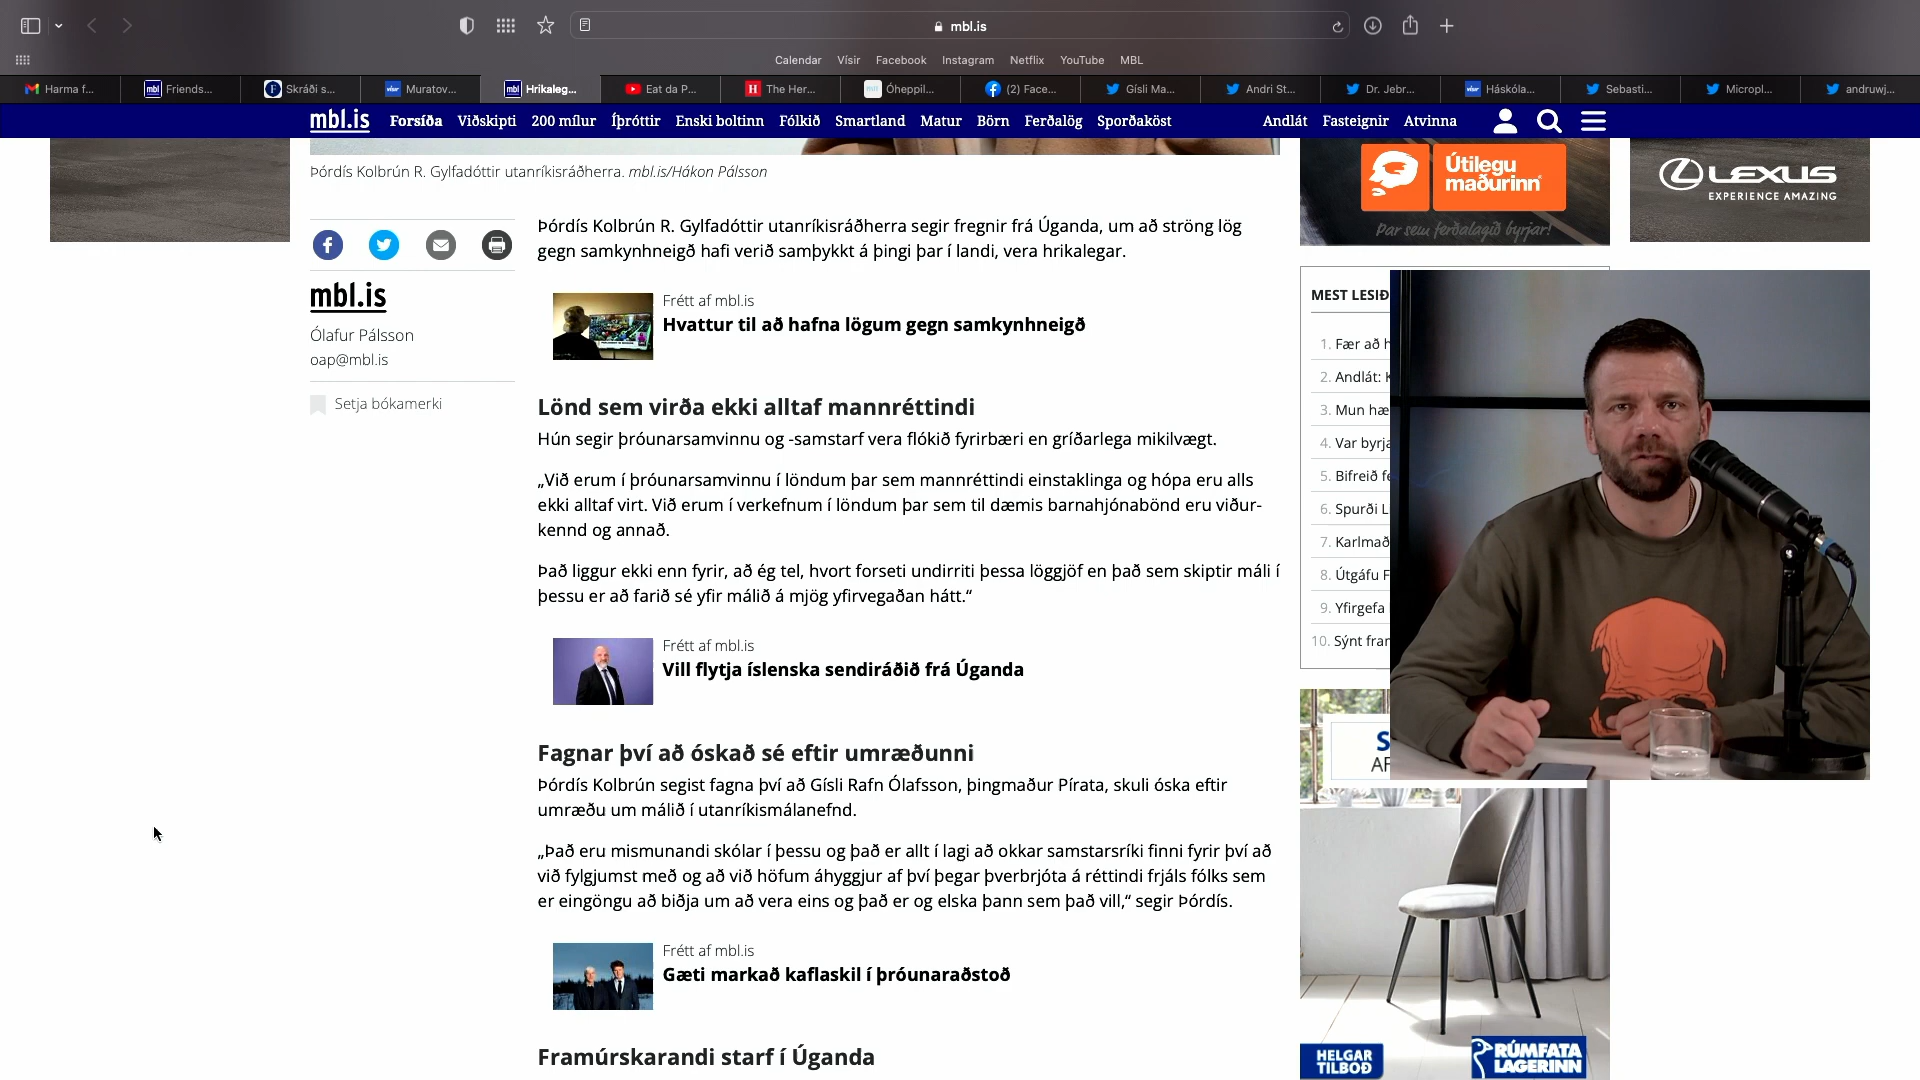 mbl.is
Calendar Vísir Facebook Instagram Netflix YouTube MBL
Harma f... Friends... Skráði s... Muratov... Hrikaleg... Eat da P... The Her... Óheppil... (2) Face... Gísli Ma... Andri St... Dr. Jebr... Háskóla... Sebasti... Micropl... andruwj...
mbl.is Forsíða Viðskipti 200 mílur Íþróttir Enski boltinn Fólkið Smartland Matur Börn Ferðalög Sporðaköst Andlát Fasteignir Atvinna
Þórdís Kolbrún R. Gylfadóttir utanríkisráðherra. mbl.is/Hákon Pálsson
mbl.is
Ólafur Pálsson
oap@mbl.is
Setja bókamerki
Þórdís Kolbrún R. Gylfadóttir utanríkisráðherra segir fregnir frá Úganda, um að ströng lög
gegn samkynhneigð hafi verið samþykkt á þingi þar í landi, vera hrikalegar.
Frétt af mbl.is
Hvattur til að hafna lögum gegn samkynhneigð
Lönd sem virða ekki alltaf mannréttindi
Hún segir þróunarsamvinnu og -samstarf vera flókið fyrirbæri en gríðarlega mikilvægt.
„Við erum í þróunarsamvinnu í löndum þar sem mannréttindi einstaklinga og hópa eru alls
ekki alltaf virt. Við erum í verkefnum í löndum þar sem til dæmis barnahjónabönd eru viður-
kennd og annað.
Það liggur ekki enn fyrir, að ég tel, hvort forseti undirriti þessa löggjöf en það sem skiptir máli í
þessu er að farið sé yfir málið á mjög yfirvegaðan hátt.“
Frétt af mbl.is
Vill flytja íslenska sendiráðið frá Úganda
Fagnar því að óskað sé eftir umræðunni
Þórdís Kolbrún segist fagna því að Gísli Rafn Ólafsson, þingmaður Pírata, skuli óska eftir
umræðu um málið í utanríkismálanefnd.
„Það eru mismunandi skólar í þessu og það er allt í lagi að okkar samstarsríki finni fyrir því að
við fylgjumst með og að við höfum áhyggjur af því þegar þverbrjóta á réttindi frjáls fólks sem
er eingöngu að biðja um að vera eins og það er og elska þann sem það vill,“ segir Þórdís.
Frétt af mbl.is
Gæti markað kaflaskil í þróunaraðstoð
Framúrskarandi starf í Úganda
Útilegu
maðurinn
Þar sem ferðalagið byrjar!
LEXUS
EXPERIENCE AMAZING
MEST LESIÐ
1. Fær að h
2. Andlát: K
3. Mun hæ
4. Var byrja
5. Bifreið fe
6. Spurði L
7. Karlmað
8. Útgáfu F
9. Yfirgefa
10. Sýnt fran
S
AF
HELGAR
TILBOÐ
RÚMFATA
LAGERINN